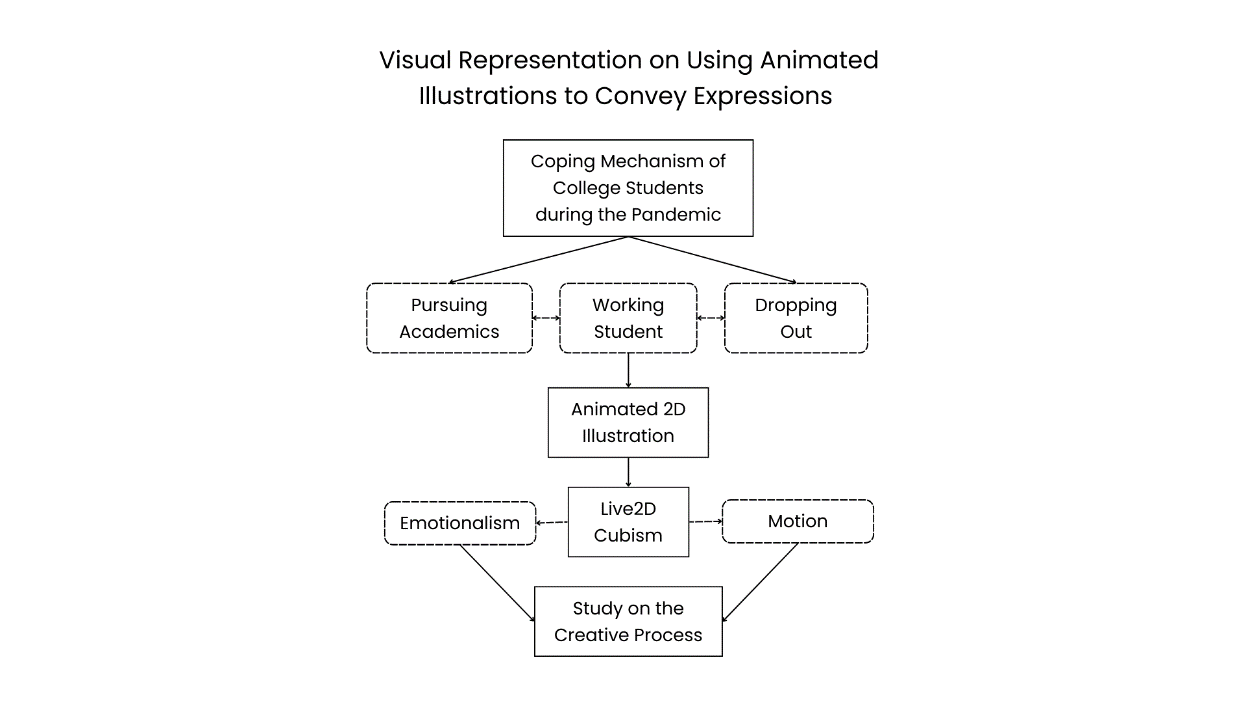 Visual Representation on Using Animated
Illustrations to Convey Expressions
Coping Mechanism of
College Students
during the Pandemic
Pursuing
Academics
Working
Student
Dropping
Out
Animated 2D
Illustration
Emotionalism
Live2D
Cubism
Motion
Study on the
Creative Process